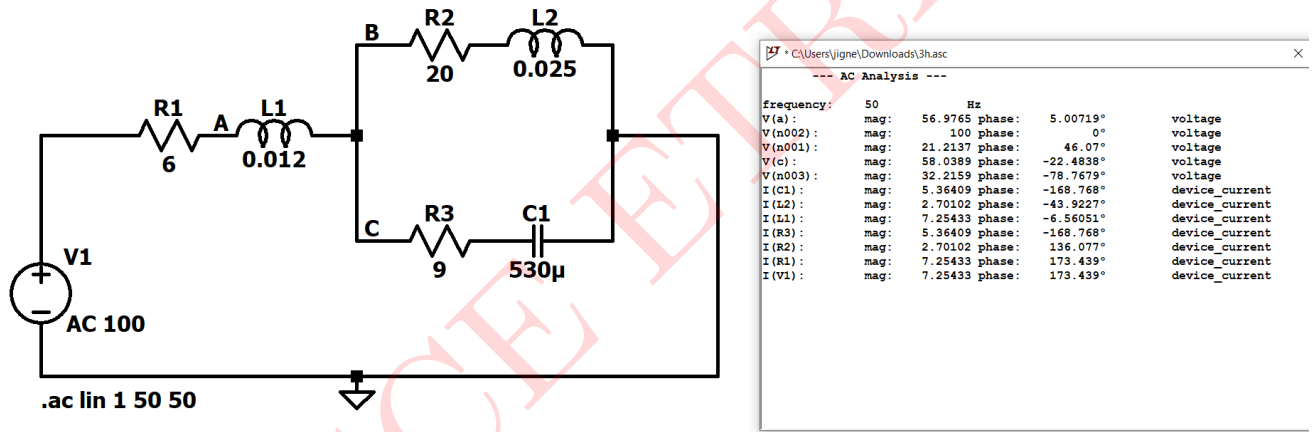 B
R2
L2
20
0.025
R1
A
L1
6
0.012
C
R3
C1
9
530µ
V1
AC 100
.ac lin 1 50 50
* C:\Users\jigne\Downloads\3h.asc
--- AC Analysis ---
frequency: 50 Hz
V(a): mag: 56.9765 phase: 5.00719° voltage
V(n002): mag: 100 phase: 0° voltage
V(n001): mag: 21.2137 phase: 46.07° voltage
V(c): mag: 58.0389 phase: -22.4838° voltage
V(n003): mag: 32.2159 phase: -78.7679° voltage
I(C1): mag: 5.36409 phase: -168.768° device_current
I(L2): mag: 2.70102 phase: -43.9227° device_current
I(L1): mag: 7.25433 phase: -6.56051° device_current
I(R3): mag: 5.36409 phase: -168.768° device_current
I(R2): mag: 2.70102 phase: 136.077° device_current
I(R1): mag: 7.25433 phase: 173.439° device_current
I(V1): mag: 7.25433 phase: 173.439° device_current